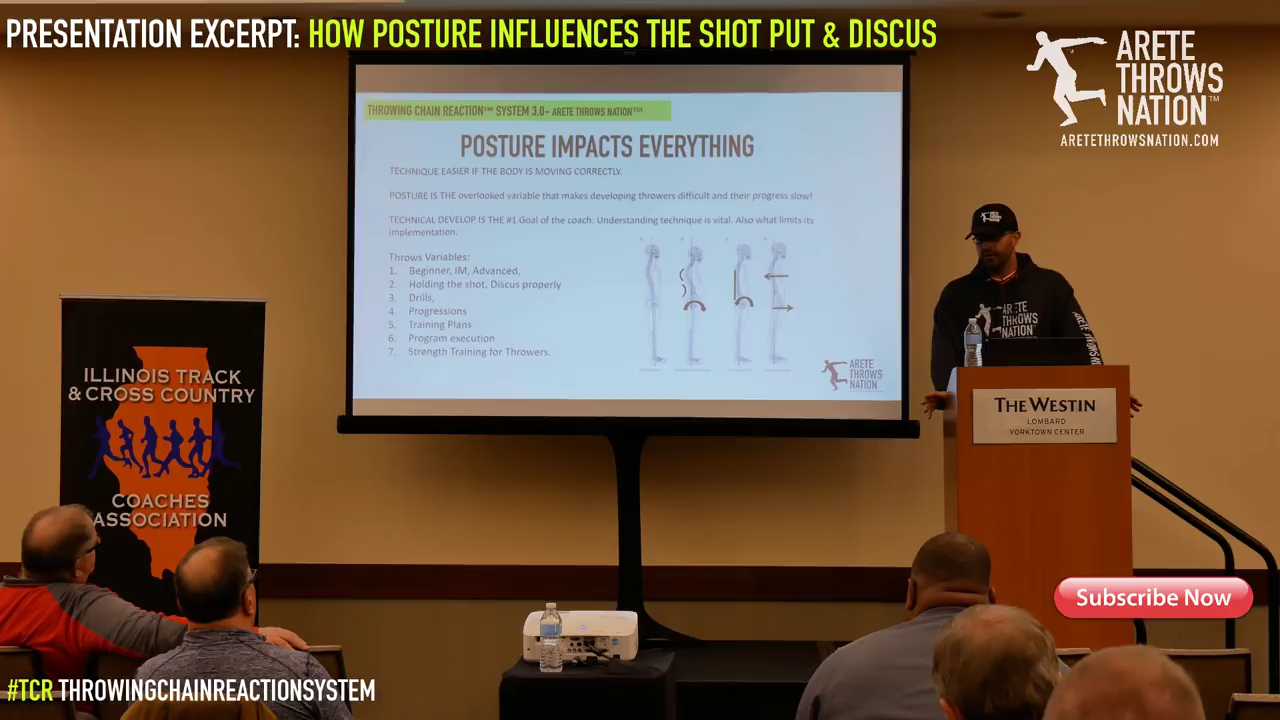 PRESENTATION EXCERPT: HOW POSTURE INFLUENCES THE SHOT PUT & DISCUS
ARETE
THROWS
NATION™
ARETETHROWSNATION.COM
THROWING CHAIN REACTION™ SYSTEM 3.0- ARETE THROWS NATION™
POSTURE IMPACTS EVERYTHING
TECHNIQUE EASIER IF THE BODY IS MOVING CORRECTLY.
POSTURE IS THE overlooked variable that makes developing throwers difficult and their progress slow!
TECHNICAL DEVELOP IS THE #1 Goal of the coach: Understanding technique is vital. Also what limits its
implementation.
Throws Variables:
1. Beginner, IM, Advanced,
2. Holding the shot, Discus properly
3. Drills,
4. Progressions
5. Training Plans
6. Program execution
7. Strength Training for Throwers.
ARETE
THROWS
NATION
ARETE
THROWS
NATION
THE WESTIN
LOMBARD
YORKTOWN CENTER
ILLINOIS TRACK
& CROSS COUNTRY
COACHES
ASSOCIATION
Subscribe Now
#TCR THROWINGCHAINREACTIONSYSTEM